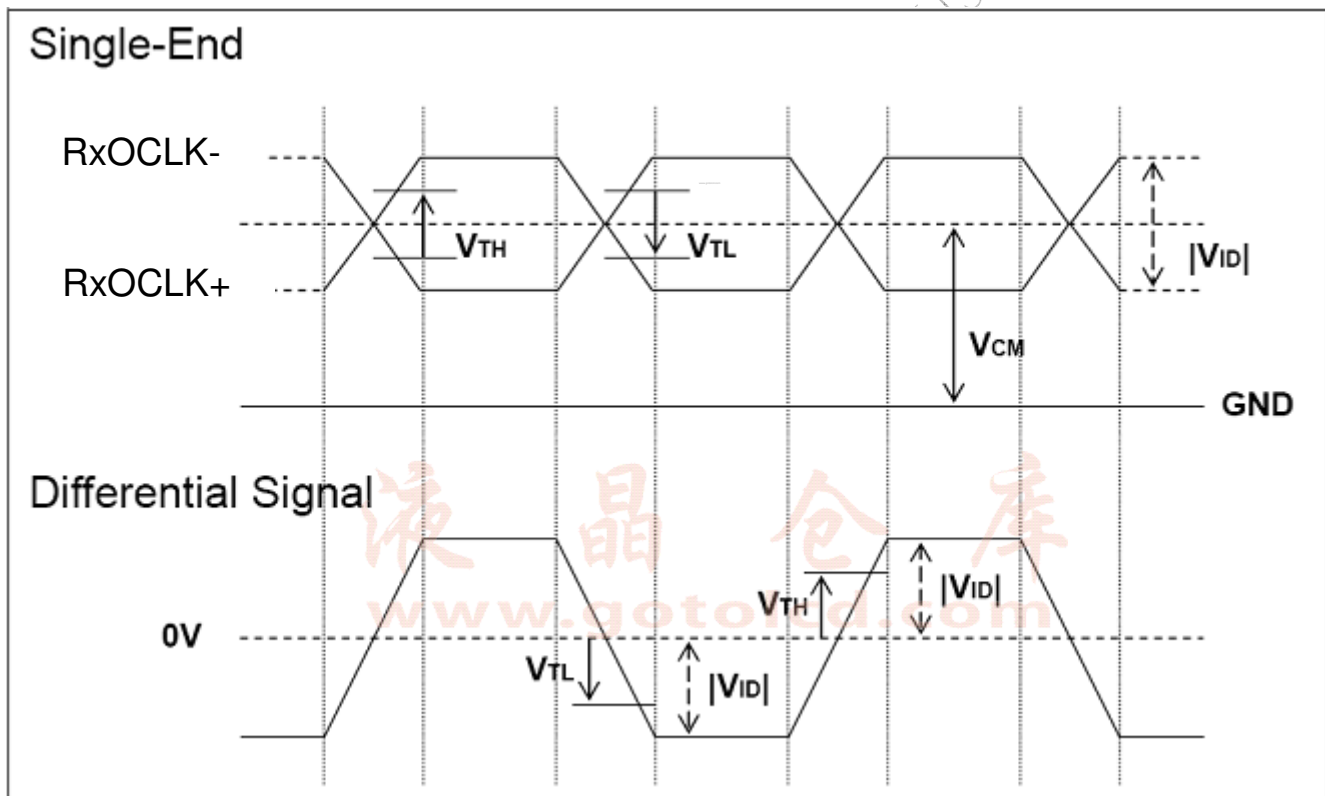 Single-End
RxOCLK-
VTH
VTL
|VID|
RxOCLK+
VCM
GND
Differential Signal
液晶仓库
www.gotolcd.com
VTH
|VID|
0V
VTL
|VID|